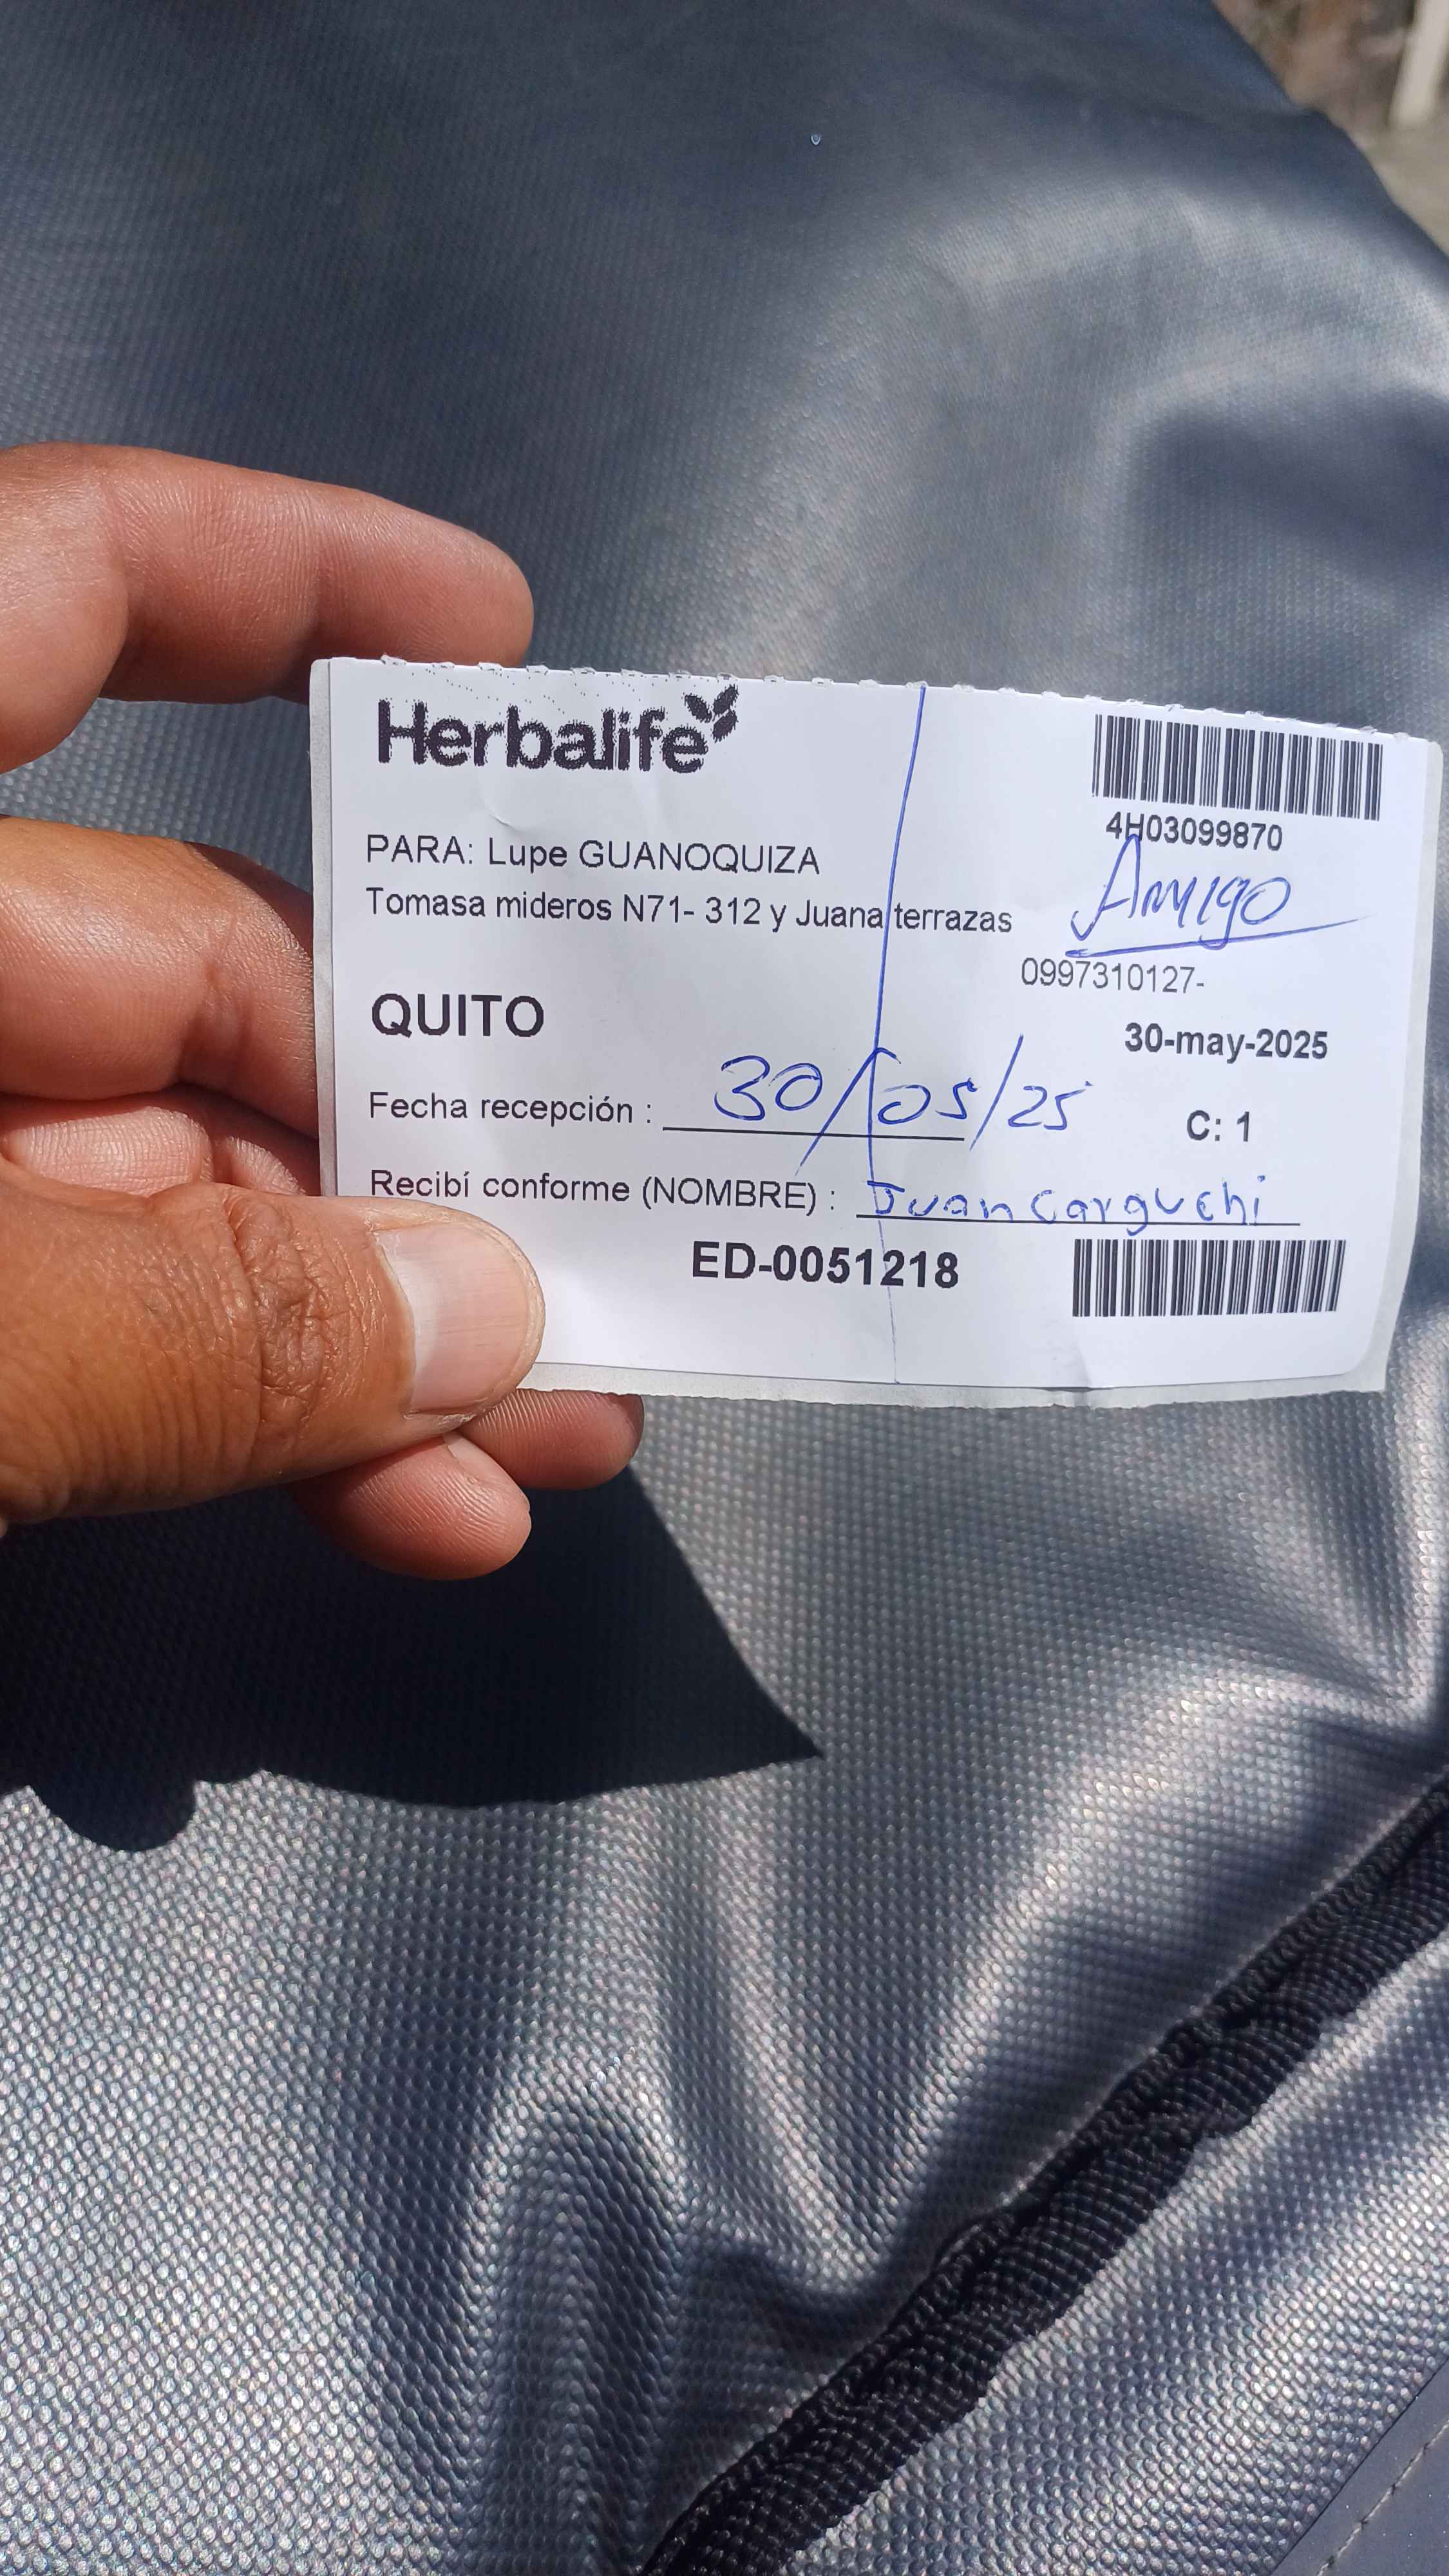 Herbalife
4H03099870
PARA: Lupe GUANOQUIZA
Amigo
Tomasa mideros N71- 312 y Juana terrazas
0997310127-
QUITO
30-may-2025
Fecha recepción : 30/05/25
C: 1
Recibí conforme (NOMBRE) : Juan Carguchi
ED-0051218